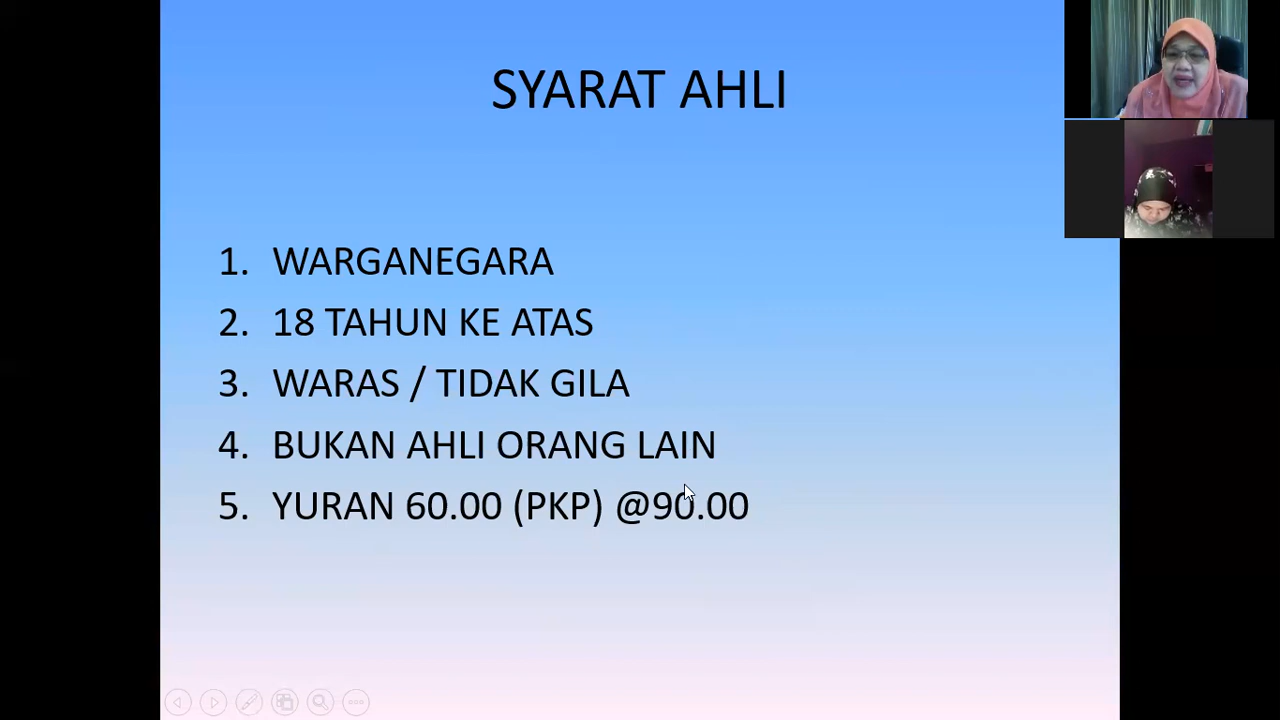 SYARAT AHLI
1. WARGANEGARA
2. 18 TAHUN KE ATAS
3. WARAS / TIDAK GILA
4. BUKAN AHLI ORANG LAIN
5. YURAN 60.00 (PKP) @90.00